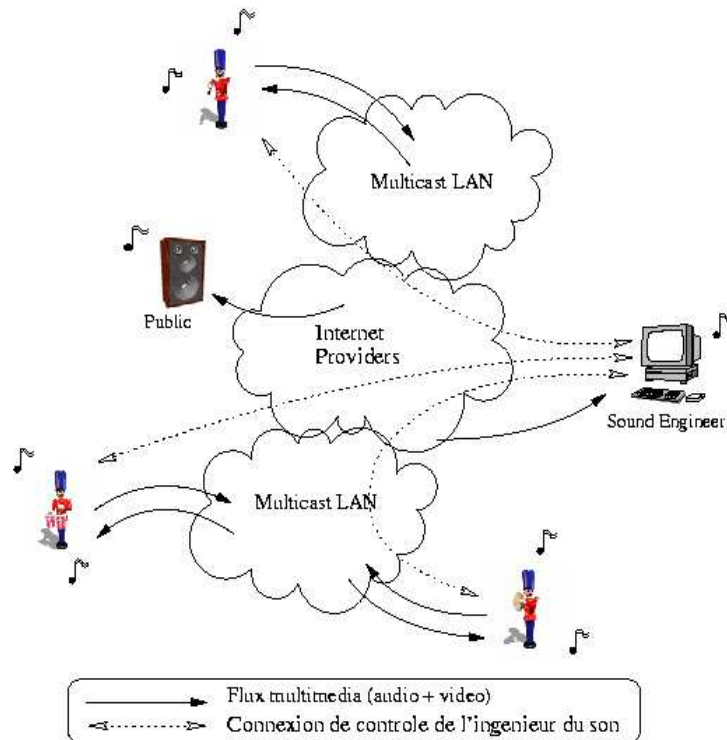 Multicast LAN
Public
Internet
Providers
Sound Engineer
Multicast LAN
Flux multimedia (audio + video)
Connexion de controle de l'ingenieur du son